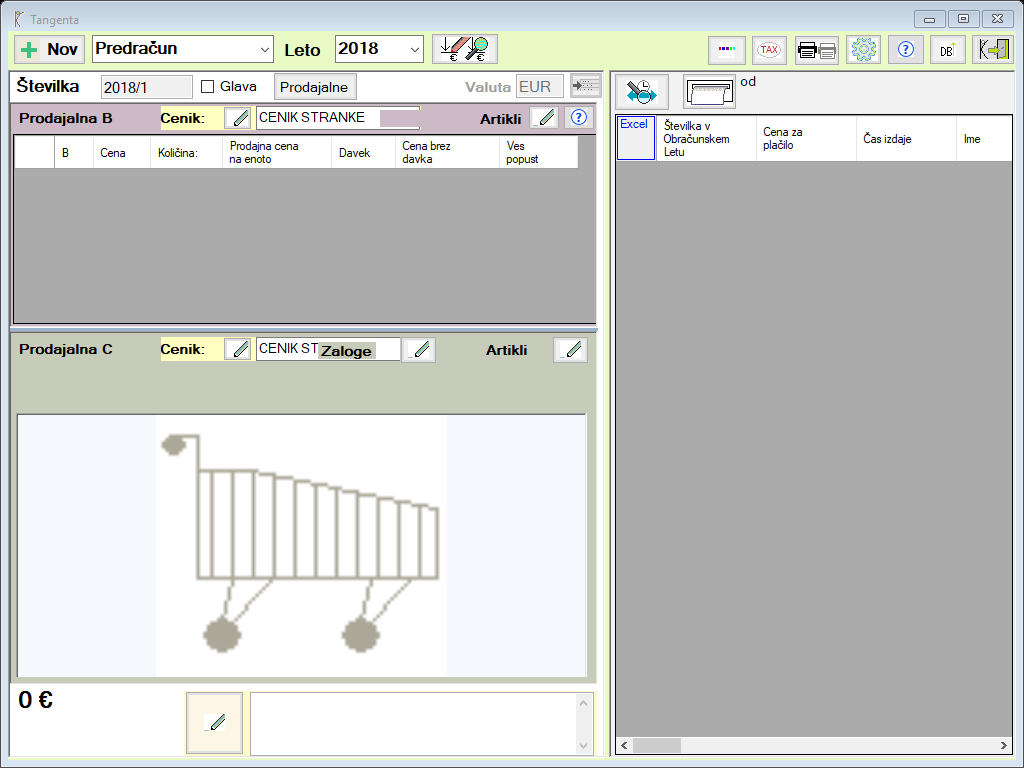 Tangenta
Nov
Predračun
Leto
2018
TAX
?
DB
Številka
2018/1
Glava
Prodajalne
Valuta
EUR
od
Prodajalna B
Cenik:
CENIK STRANKE
Artikli
?
B
Cena
Količina:
Prodajna cena
na enoto
Davek
Cena brez
davka
Ves
popust
Excel
Številka v
Obračunskem
Letu
Cena za
plačilo
Čas izdaje
Ime
Prodajalna C
Cenik:
CENIK ST
Zaloge
Artikli
0 €